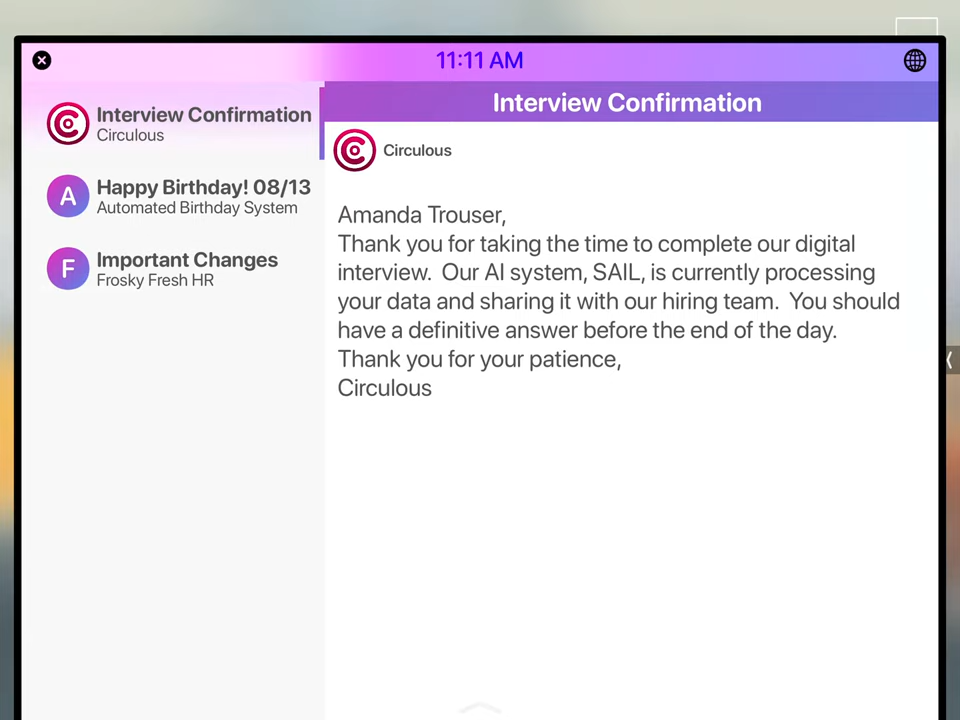 11:11 AM
Interview Confirmation
Circulous
A
Happy Birthday! 08/13
Automated Birthday System
F
Important Changes
Frosky Fresh HR
Interview Confirmation
Circulous
Amanda Trouser,
Thank you for taking the time to complete our digital
interview.  Our AI system, SAIL, is currently processing
your data and sharing it with our hiring team.  You should
have a definitive answer before the end of the day.
Thank you for your patience,
Circulous